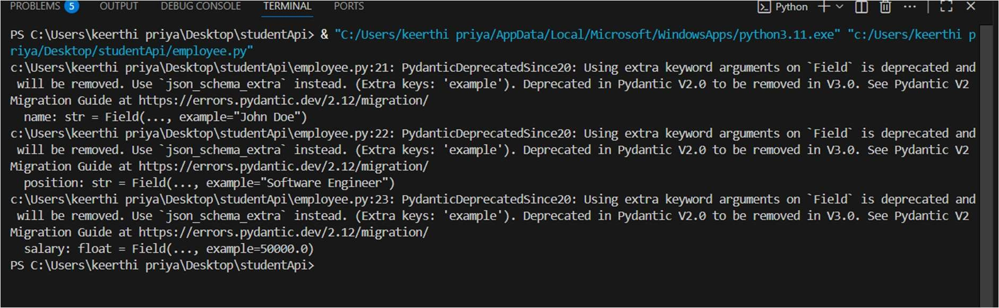 PROBLEMS 5 OUTPUT DEBUG CONSOLE TERMINAL PORTS Python
PS C:\Users\keerthi priya\Desktop\studentApi> & "C:/Users/keerthi priya/AppData/Local/Microsoft/WindowsApps/python3.11.exe" "c:/Users/keerthi p
riya/Desktop/studentApi/employee.py"
c:\Users\keerthi priya\Desktop\studentApi\employee.py:21: PydanticDeprecatedSince20: Using extra keyword arguments on `Field` is deprecated and
will be removed. Use `json_schema_extra` instead. (Extra keys: 'example'). Deprecated in Pydantic V2.0 to be removed in V3.0. See Pydantic V2
Migration Guide at https://errors.pydantic.dev/2.12/migration/
name: str = Field(..., example="John Doe")
c:\Users\keerthi priya\Desktop\studentApi\employee.py:22: PydanticDeprecatedSince20: Using extra keyword arguments on `Field` is deprecated and
will be removed. Use `json_schema_extra` instead. (Extra keys: 'example'). Deprecated in Pydantic V2.0 to be removed in V3.0. See Pydantic V2
Migration Guide at https://errors.pydantic.dev/2.12/migration/
position: str = Field(..., example="Software Engineer")
c:\Users\keerthi priya\Desktop\studentApi\employee.py:23: PydanticDeprecatedSince20: Using extra keyword arguments on `Field` is deprecated and
will be removed. Use `json_schema_extra` instead. (Extra keys: 'example'). Deprecated in Pydantic V2.0 to be removed in V3.0. See Pydantic V2
Migration Guide at https://errors.pydantic.dev/2.12/migration/
salary: float = Field(..., example=50000.0)
PS C:\Users\keerthi priya\Desktop\studentApi>